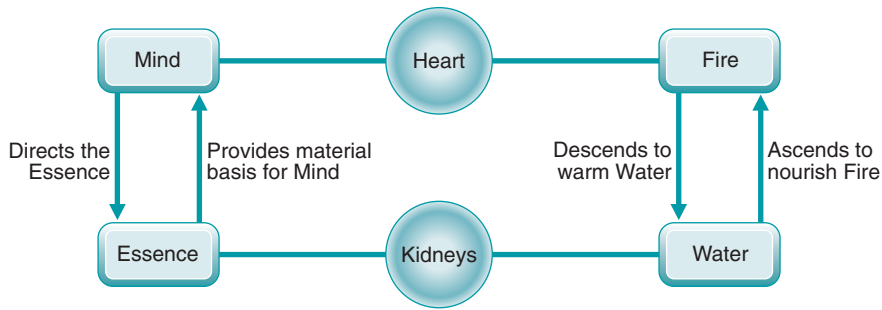 Mind
Heart
Fire
Directs the
Essence
Provides material
basis for Mind
Descends to
warm Water
Ascends to
nourish Fire
Essence
Kidneys
Water